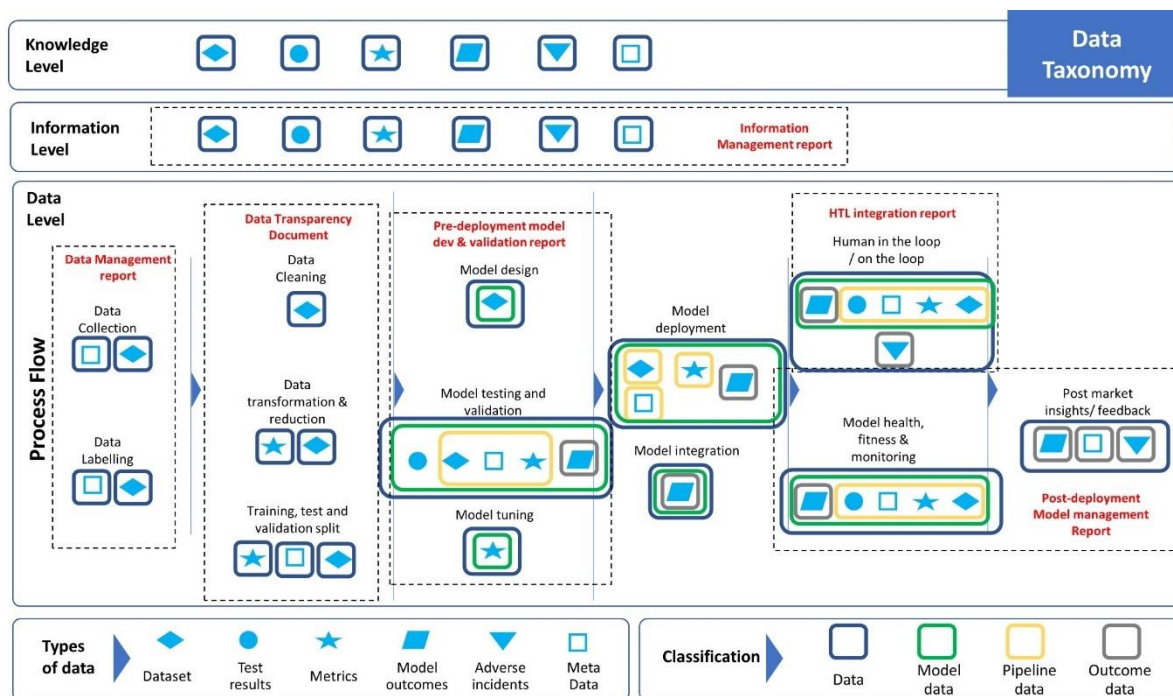 Knowledge
Level
Data
Taxonomy
Information
Level
Information
Management report
Data
Level
Process Flow
Data Management
report
Data
Collection
Data
Labelling
Data Transparency
Document
Data
Cleaning
Data
transformation &
reduction
Training, test and
validation split
Pre-deployment model
dev & validation report
Model design
Model testing and
validation
Model tuning
Model
deployment
Model integration
HTL integration report
Human in the loop
/ on the loop
Model health,
fitness &
monitoring
Post market
insights/ feedback
Post-deployment
Model management
Report
Types
of data
Dataset
Test
results
Metrics
Model
outcomes
Adverse
incidents
Meta
Data
Classification
Data
Model
data
Pipeline
data
Outcome
data